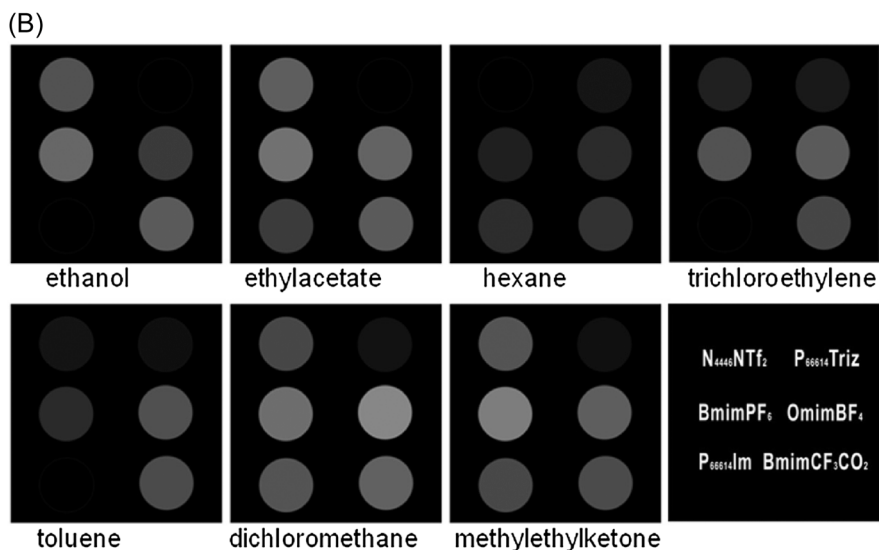 (B)
ethanol
ethylacetate
hexane
trichloroethylene
N₄₄₄₆NTf₂ P₆₆₆₁₄Triz
BmimPF₆ OmimBF₄
P₆₆₆₁₄Im BmimCF₃CO₂
toluene
dichloromethane
methylethylketone